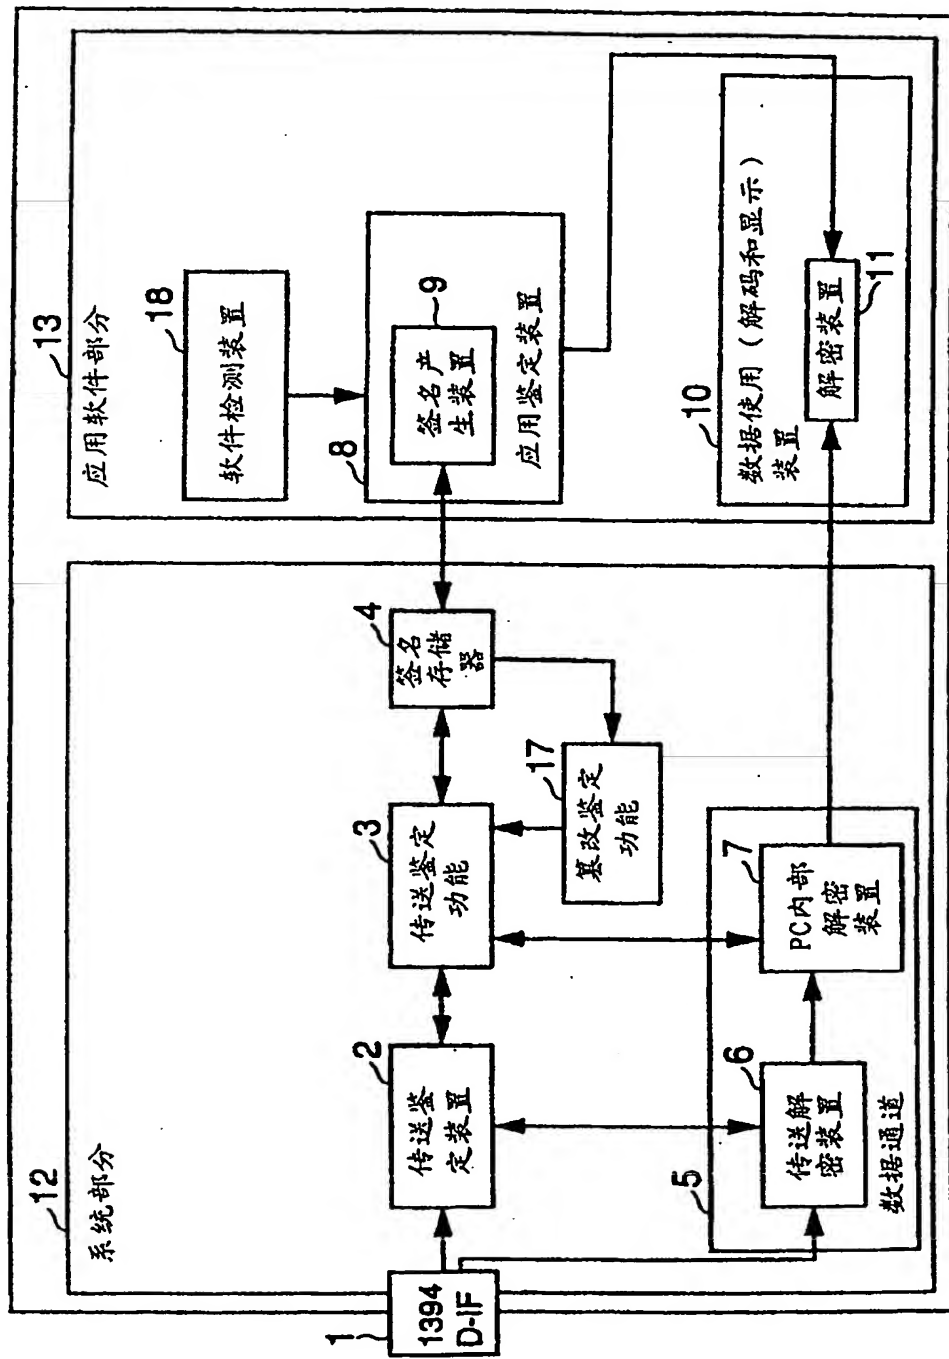 13
应用软件部分
18
软件检测装置
8
9
签名产
生装置
应用鉴定装置
10
数据使用（解码和显示）
装置
解密装置
11
12
系统部分
1
1394
D-IF
2
传送鉴
定装置
3
传送鉴定
功能
4
签名
存储
器
17
篡改鉴定
功能
5
6
传送解
密装置
7
PC内部
解密
装置
数据通道